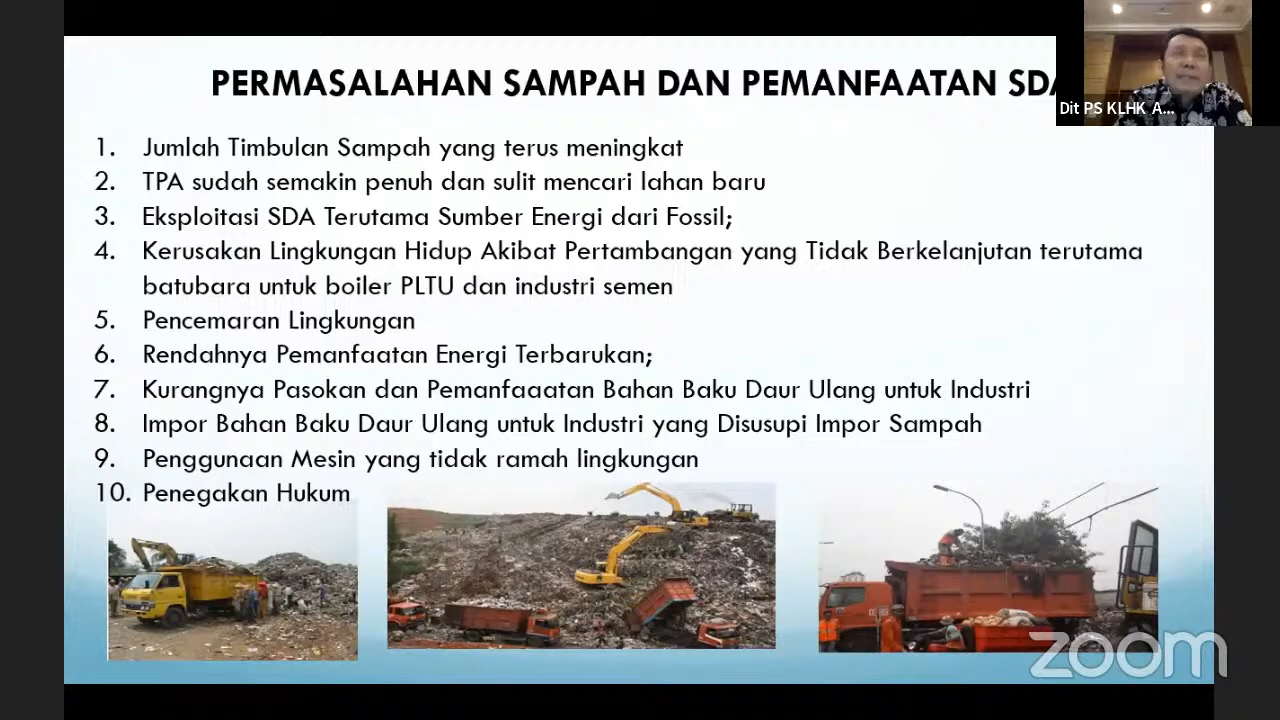 PERMASALAHAN SAMPAH DAN PEMANFAATAN SDA
Dit PS KLHK A...
1. Jumlah Timbulan Sampah yang terus meningkat
2. TPA sudah semakin penuh dan sulit mencari lahan baru
3. Eksploitasi SDA Terutama Sumber Energi dari Fossil;
4. Kerusakan Lingkungan Hidup Akibat Pertambangan yang Tidak Berkelanjutan terutama
batubara untuk boiler PLTU dan industri semen
5. Pencemaran Lingkungan
6. Rendahnya Pemanfaatan Energi Terbarukan;
7. Kurangnya Pasokan dan Pemanfaaatan Bahan Baku Daur Ulang untuk Industri
8. Impor Bahan Baku Daur Ulang untuk Industri yang Disusupi Impor Sampah
9. Penggunaan Mesin yang tidak ramah lingkungan
10. Penegakan Hukum
zoom